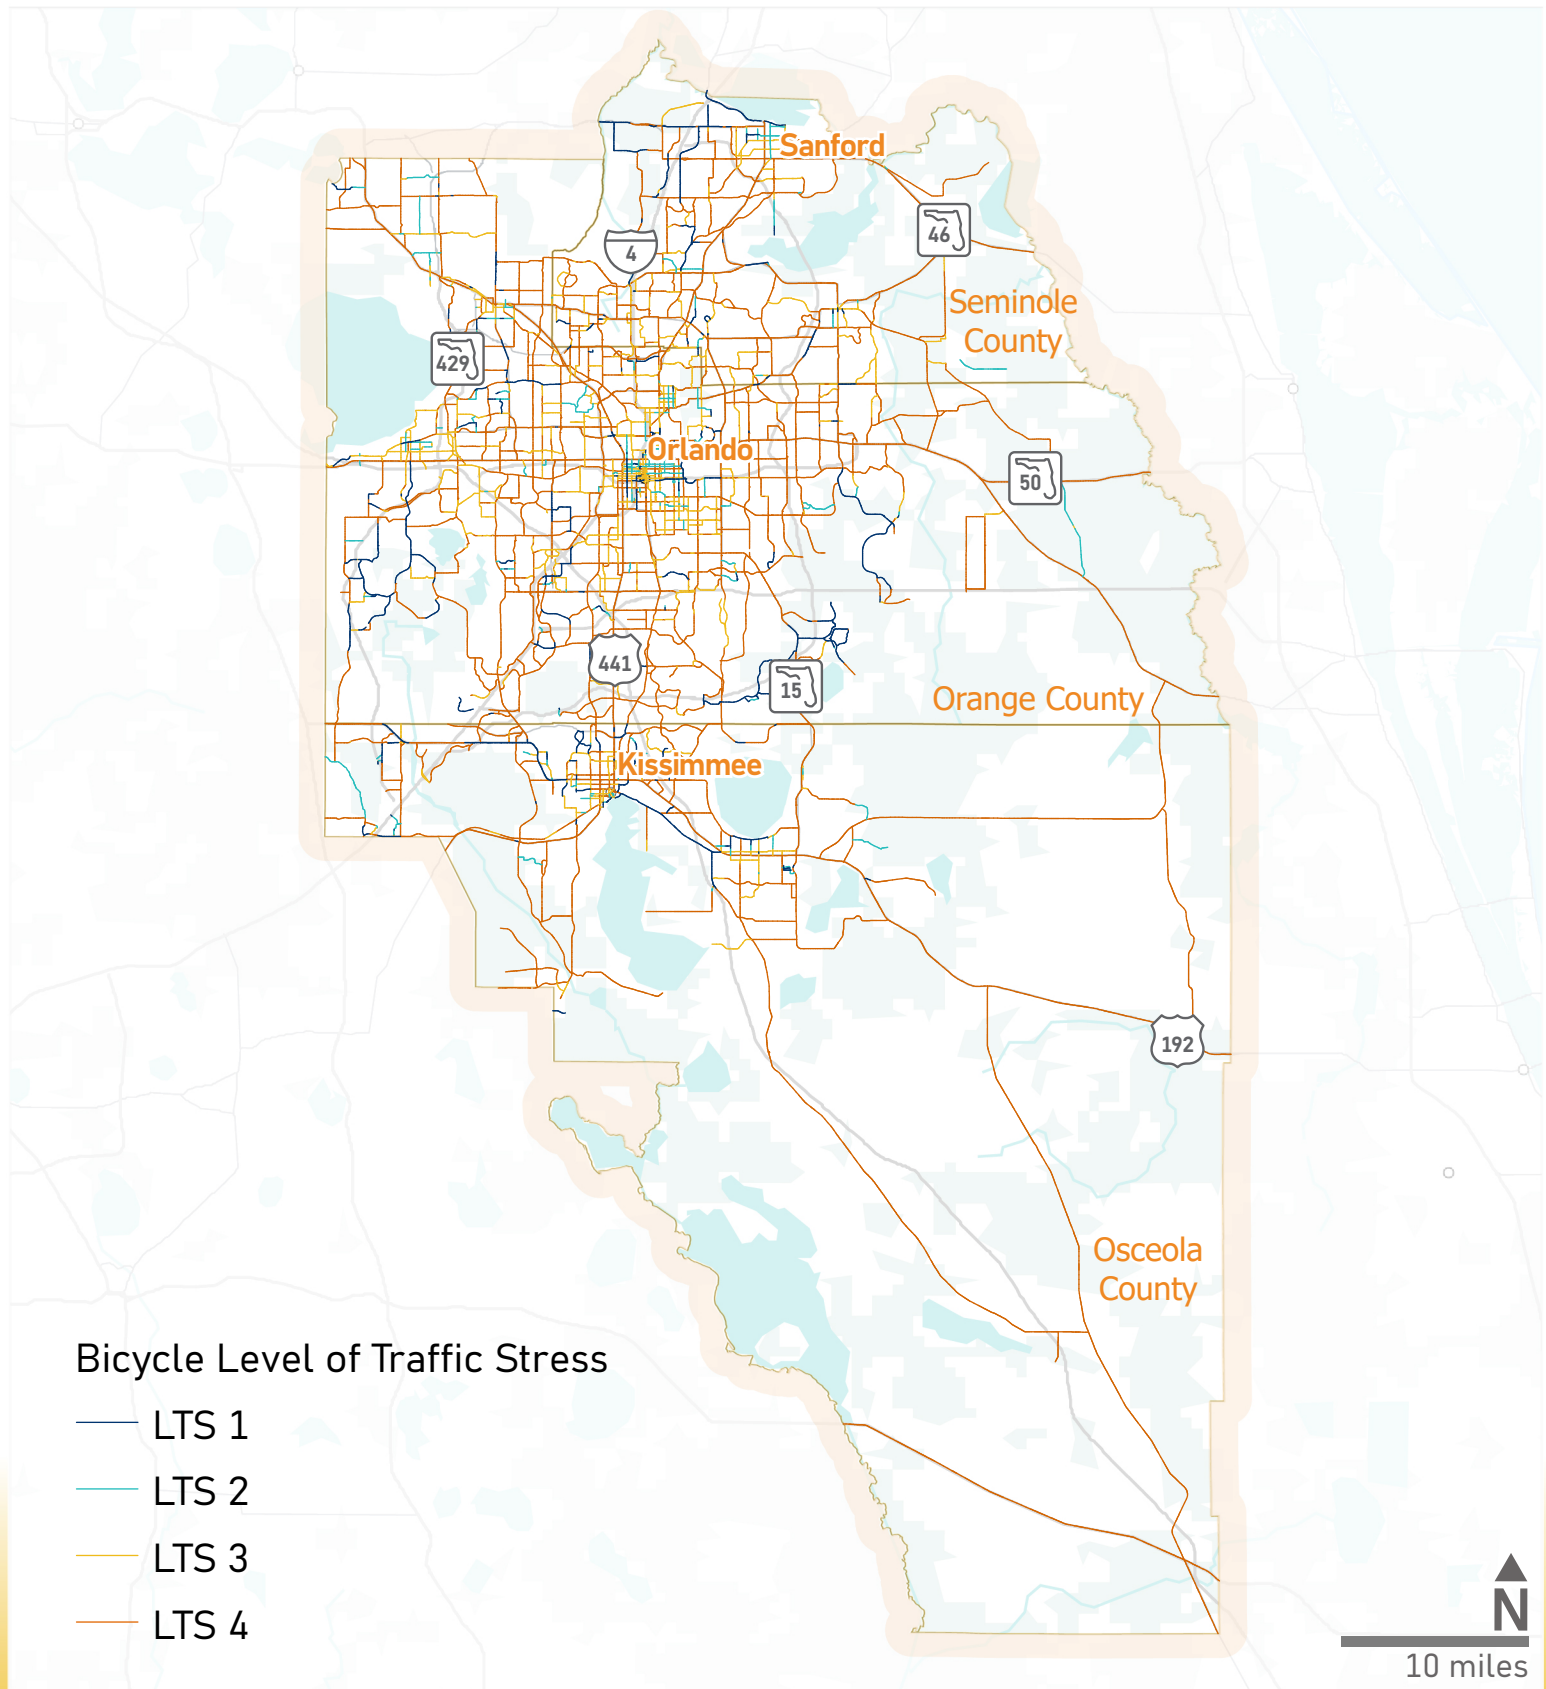 Sanford
46
4
Seminole
County
429
Orlando
50
441
15
Orange County
Kissimmee
192
Osceola
County
Bicycle Level of Traffic Stress
LTS 1
LTS 2
LTS 3
LTS 4
N
10 miles